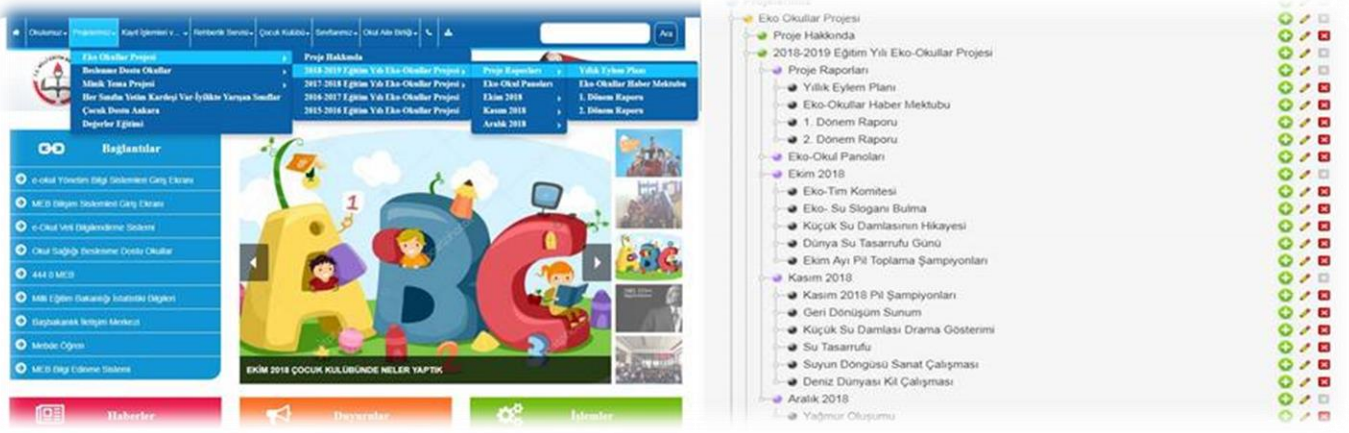 Okulumuz
Projelerimiz
Kayıt İşlemleri v...
Rehberlik Servisi
Çocuk Kulübü
Sınıflarımız
Okul Aile Birliği
Ara
Eko Okullar Projesi
Beslenme Dostu Okullar
Minik Tema Projesi
Her Sınıfın Yetim Kardeşi Var-İyilikte Yarışan Sınıflar
Çocuk Dostu Ankara
Değerler Eğitimi
Proje Hakkında
2018-2019 Eğitim Yılı Eko-Okullar Projesi
2017-2018 Eğitim Yılı Eko-Okullar Projesi
2016-2017 Eğitim Yılı Eko-Okullar Projesi
2015-2016 Eğitim Yılı Eko-Okullar Projesi
Proje Raporları
Eko-Okul Panoları
Ekim 2018
Kasım 2018
Aralık 2018
Yıllık Eylem Planı
Eko-Okullar Haber Mektubu
1. Dönem Raporu
2. Dönem Raporu
Bağlantılar
e-okul Yönetim Bilgi Sistemleri Giriş Ekranı
MEB Bilişim Sistemleri Giriş Ekranı
e-Okul Veli Bilgilendirme Sistemi
Okul Sağlığı Beslenme Dostu Okullar
444 0 MEB
Milli Eğitim Bakanlığı İstatistiki Bilgileri
Başbakanlık İletişim Merkezi
Mebde Öğren
MEB Bilgi Edinme Sistemi
1
ABC
2
3
EKİM 2018 ÇOCUK KULÜBÜNDE NELER YAPTIK
Haberler
Duyurular
İşlemler
Eko Okullar Projesi
Proje Hakkında
2018-2019 Eğitim Yılı Eko-Okullar Projesi
Proje Raporları
Yıllık Eylem Planı
Eko-Okullar Haber Mektubu
1. Dönem Raporu
2. Dönem Raporu
Eko-Okul Panoları
Ekim 2018
Eko-Tim Komitesi
Eko- Su Sloganı Bulma
Küçük Su Damlasının Hikayesi
Dünya Su Tasarrufu Günü
Ekim Ayı Pil Toplama Şampiyonları
Kasım 2018
Kasım 2018 Pil Şampiyonları
Geri Dönüşüm Sunum
Küçük Su Damlası Drama Gösterimi
Su Tasarrufu
Suyun Döngüsü Sanat Çalışması
Deniz Dünyası Kil Çalışması
Aralık 2018
Yağmur Oluşumu